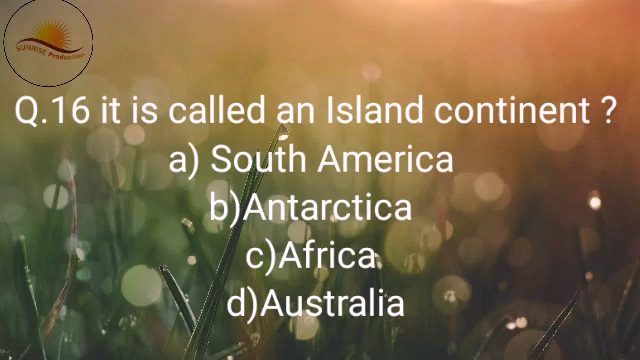 SUNRISE Production
Q.16 it is called an Island continent ?
a) South America
b)Antarctica
c)Africa
d)Australia